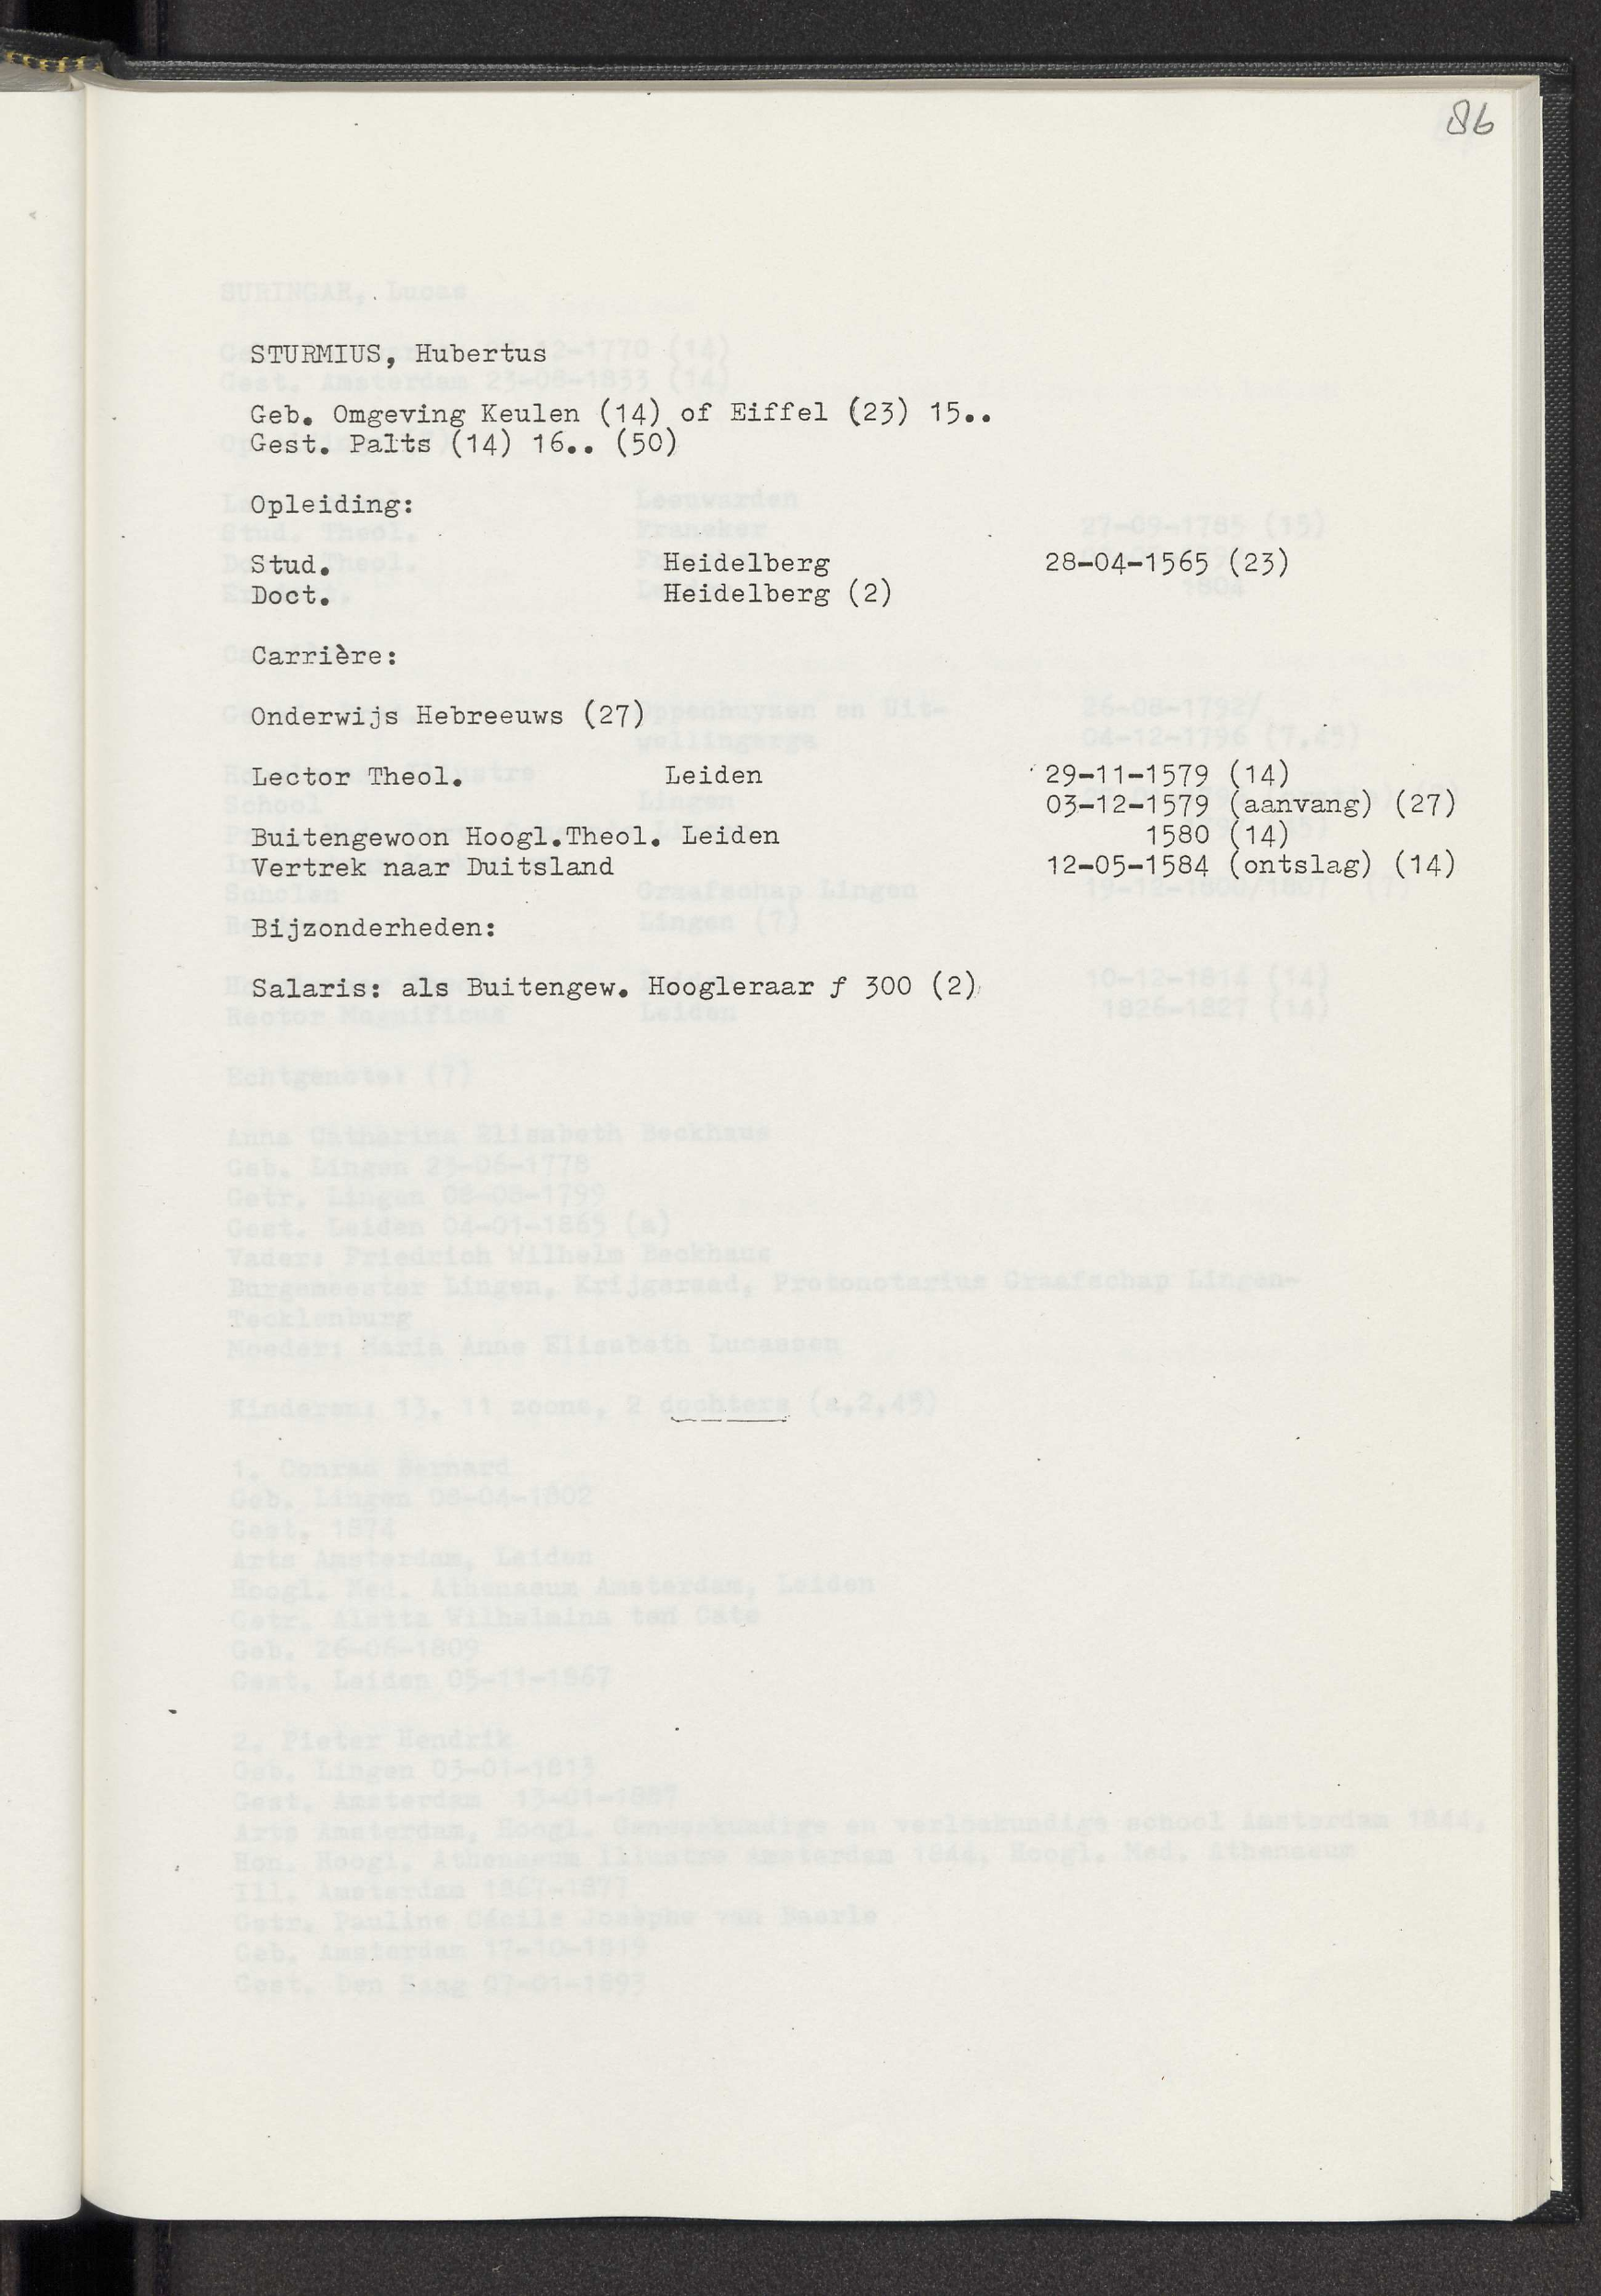 86
STURMIUS, Hubertus
Geb. Omgeving Keulen (14) of Eiffel (23) 15..
Gest. Palts (14) 16.. (50)
Opleiding:
Stud. Heidelberg 28-04-1565 (23)
Doct. Heidelberg (2)
Carrière:
Onderwijs Hebreeuws (27)
Lector Theol. Leiden 29-11-1579 (14)
03-12-1579 (aanvang) (27)
Buitengewoon Hoogl.Theol. Leiden 1580 (14)
Vertrek naar Duitsland 12-05-1584 (ontslag) (14)
Bijzonderheden:
Salaris: als Buitengew. Hoogleraar ƒ 300 (2)